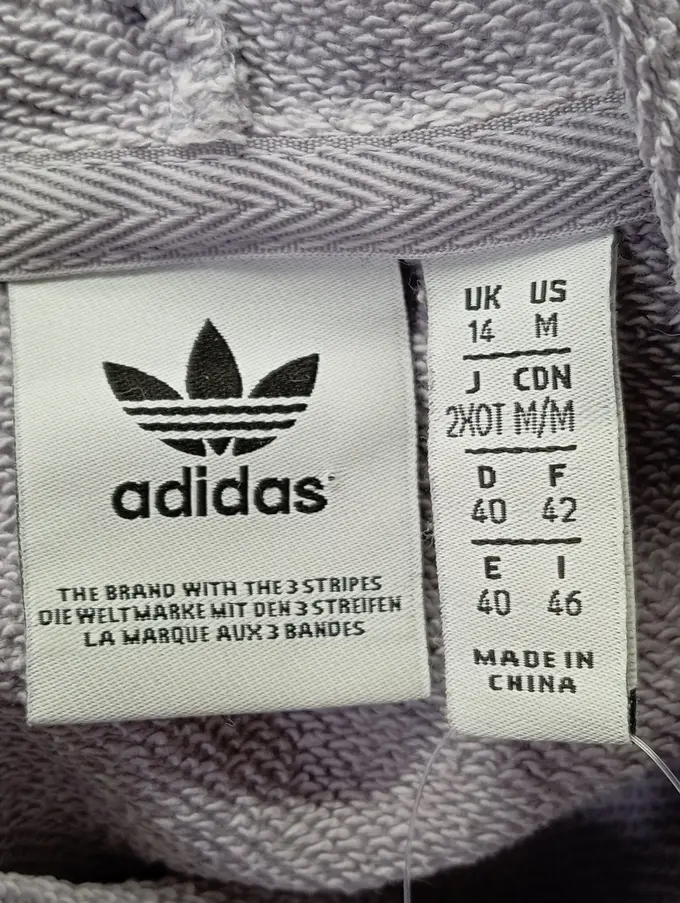 adidas
THE BRAND WITH THE 3 STRIPES
DIE WELTMARKE MIT DEN 3 STREIFEN
LA MARQUE AUX 3 BANDES
UK US
14 M
J CDN
2XOT M/M
D F
40 42
E I
40 46
MADE IN
CHINA